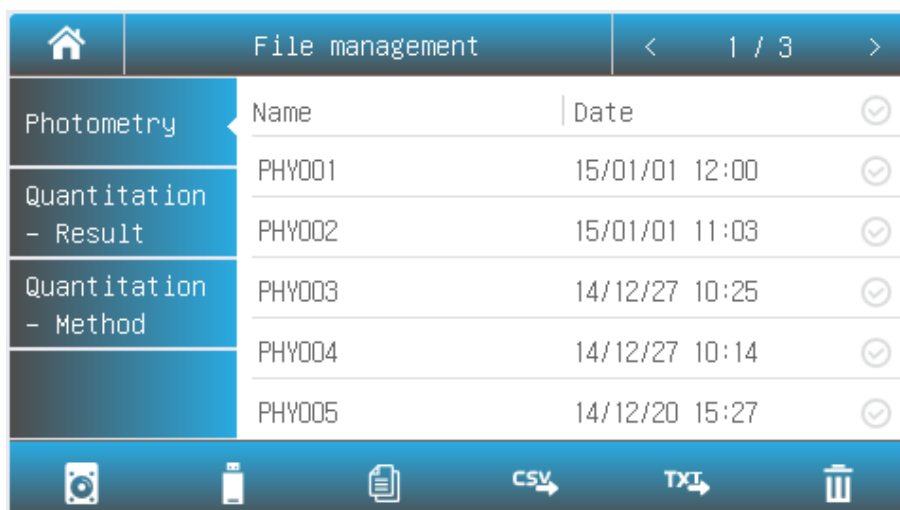 File management < 1 / 3 >
Photometry
Quantitation
- Result
Quantitation
- Method
Name Date
PHY001 15/01/01 12:00
PHY002 15/01/01 11:03
PHY003 14/12/27 10:25
PHY004 14/12/27 10:14
PHY005 14/12/20 15:27
CSV TXT